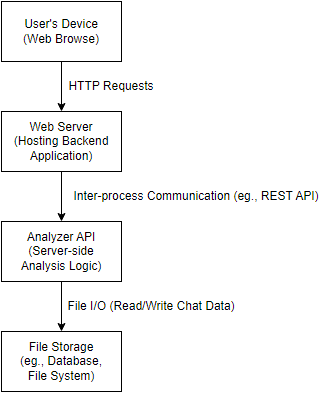 User's Device
(Web Browse)
HTTP Requests
Web Server
(Hosting Backend
Application)
Inter-process Communication (eg., REST API)
Analyzer API
(Server-side
Analysis Logic)
File I/O (Read/Write Chat Data)
File Storage
(eg., Database,
File System)